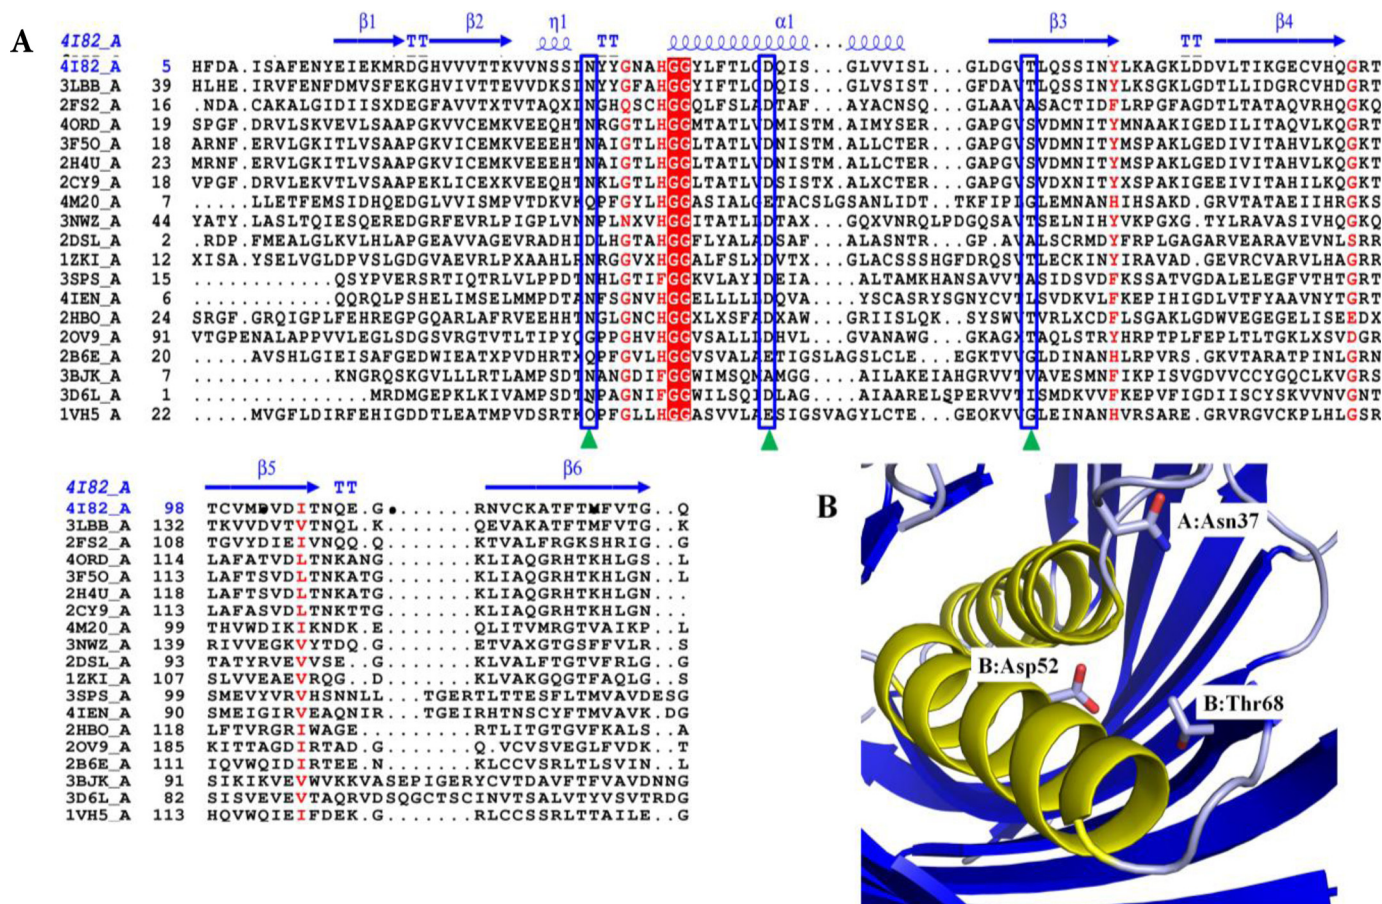 A
β1 β2 η1 α1 β3 β4
4I82_A TT TT ... TT
4I82_A 5 HFDA.ISAFENYEIEKMRDGHVVVTTKVVNSSINYYGNAHGGYLFTLCDQIS...GLVVISL...GLDGVTLQSSINYLKAGKLDDVLTIKGECVHQGRT
3LBB_A 39 HLHE.IRVFENFDMVSFEKGHVIVTTEVVDKSINYYGFAHGGYIFTLCDQIS...GLVSIST...GFDAVTLQSSINYLKSGKLGDTLLIDGRCVHDGRT
2FS2_A 16 .NDA.CAKALGIDIISXDEGFAVVTXTVTAQXINGHQSCHGGQLFSLADTAF...AYACNSQ...GLAAVASACTIDFLRPGFAGDTLTATAQVRHQGKQ
4ORD_A 19 SPGF.DRVLSKVEVLSAAPGKVVCEMKVEEQHTNRGGTLHGGMTATLVDMISTM.AIMYSER...GAPGVSVDMNITYMNAAKIGEDILITAQVLKQGRT
3F5O_A 18 ARNF.ERVLGKITLVSAAPGKVICEMKVEEEHTNAIGTLHGGLTATLVDNISTM.ALLCTER...GAPGVSVDMNITYMSPAKLGEDIVITAHVLKQGKT
2H4U_A 23 MRNF.ERVLGKITLVSAAPGKVICEMKVEEEHTNAIGTLHGGLTATLVDNISTM.ALLCTER...GAPGVSVDMNITYMSPAKLGEDIVITAHVLKQGKT
2CY9_A 18 VPGF.DRVLEKVTLVSAAPEKLICEXKVEEQHTNKLGTLHGGLTATLVDSISTX.ALXCTER...GAPGVSVDXNITYXSPAKIGEEIVITAHILKQGKT
4M20_A 7 .....LLETFEMSIDHQEDGLVVISMPVTDKVKQPFGYLHGGASIALGETACSLGSANLIDT..TKFIPLGLEMNANHIHSAKD.GRVTATAEIIHRGKS
3NWZ_A 44 YATY.LASLTQIESQEREDGRFEVRLPIGPLVNNPLNXVHGGITATLIDTAX...GQXVNRQLPDGQSAVTSELNIHYVKPGXG.TYLRAVASIVHQGKQ
2DSL_A 2 .RDP.FMEALGLKVLHLAPGEAVVAGEVRADHIDLHGTAHGGFLYALADSAF...ALASNTR...GP.AVALSCRMDYFRPLGAGARVEARAVEVNLSRR
1ZKI_A 12 XISA.YSELVGLDPVSLGDGVAEVRLPXAAHLRNRGGVXHGGALFSLXDVTX...GLACSSSHGFDRQSVTLECKINYIRAVAD.GEVRCVARVLHAGRR
3SPS_A 15 ............QSYPVERSRTIQTRLVLPPDTNHLGTIFGGKVLAYIDEIA...ALTAMKHANSAVVTASIDSVDFKSSATVGDALELEGFVTHTGRT
4IEN_A 6 ............QQRQLPSHELIMSELMMPDTANFSGNVHGGELLLLLDQVA...YSCASRYSGNYCVTLSVDKVLFKEPIHIGDLVTFYAAVNYTGRT
2HBO_A 24 SRGF.GRQIGPLFEHREGPGQARLAFRVEEHHTNGLGNCHGGXLXSFADXAW...GRIISLQK...SYSWVTVRLXCDFLSGAKLGDWVEGEGELISEEDX
2OV9_A 91 VTGPENALAPPVVLEGLSDGSVRGTVTLTIPYQGPPGHVHGGVSALLLDHVL...GVANAWG...GKAGXTAQLSTRYHRPTPLFEPLTLTGKLXSVDGR
2B6E_A 20 .....AVSHLGIEISAFGEDWIEATXPVDHRTXQPFGVLHGGVSVALAETIGSLAGSLCLE...EGKTVVGLDINANHLRPVRS.GKVTARATPINLGRN
3BJK_A 7 ............KNGRQSKGVLLLRTLAMPSDTNANGDIFGGWIMSQMAMGG...AILAKEIAHGRVVTVAVESMNFIKPISVGDVVCCYGQCLKVGRS
3D6L_A 1 ...............MRDMGEPKLKIVAMPSDTNPAGNIFGGWILSQIDLAG...AIAARELSPERVVTISMDKVVFKEPVFIGDIISCYSKVVNVGNT
1VH5_A 22 .....MVGFLDIRFEHIGDDTLEATMPVDSRTKQPFGLLHGGASVVLAESIGSVAGYLCTE...GEQKVVGLEINANHVRSARE.GRVRGVCKPLHLGSR
β5 β6
4I82_A TT
4I82_A 98 TCVMDVDITNQE.G........RNVCKATFTMFVTG..Q
3LBB_A 132 TKVVDVTVTNQL.K........QEVAKATFTMFVTG..
2FS2_A 108 TGVYDIEIVNQQ.Q........KTVALFRGKSHRIG..G
4ORD_A 114 LAFATVDLTNKANG........KLIAQGRHTKHLGS..L
3F5O_A 113 LAFTSVDLTNKATG........KLIAQGRHTKHLGN..L
2H4U_A 118 LAFTSVDLTNKATG........KLIAQGRHTKHLGN...
2CY9_A 113 LAFASVDLTNKTTG........KLIAQGRHTKHLGN..
4M20_A 99 THVWDIKIKNDK.E........QLITVMRGTVAIKP..L
3NWZ_A 139 RIVVEGKVYTDQ.G........ETVAXGTGSFFVLR..S
2DSL_A 93 TATYRVEVVSE..G........KLVALFTGTVFRLG..G
1ZKI_A 107 SLVVEAEVRQG..D........KLVAKGQGTFAQLG..S
3SPS_A 99 SMEVYVRVHSNNLL...TGERTLTTESFLTMVAVDESG
4IEN_A 90 SMEIGIRVEAQNIR...TGEIRHTNSCYFTMVAVK.DG
2HBO_A 118 LFTVRGRIWAGE..........RTLITGTGVFKALS..A
2OV9_A 185 KITTAGDIRTAD.G........Q.VCVSVEGLFVDK..T
2B6E_A 111 IQVWQIDIRTEE.N........KLCCVSRLTLSVIN..L
3BJK_A 91 SIKIKVEVWVKKVASEPIGERYCVTDAVFTFVAVDNNG
3D6L_A 82 SISVEVEVTAQRVDSQGCTSCINVTSALVTYVSVTRDG
1VH5_A 113 HQVWQIEIFDEK.G........RLCCSSRLTTAILE..G
B
A:Asn37
B:Asp52
B:Thr68